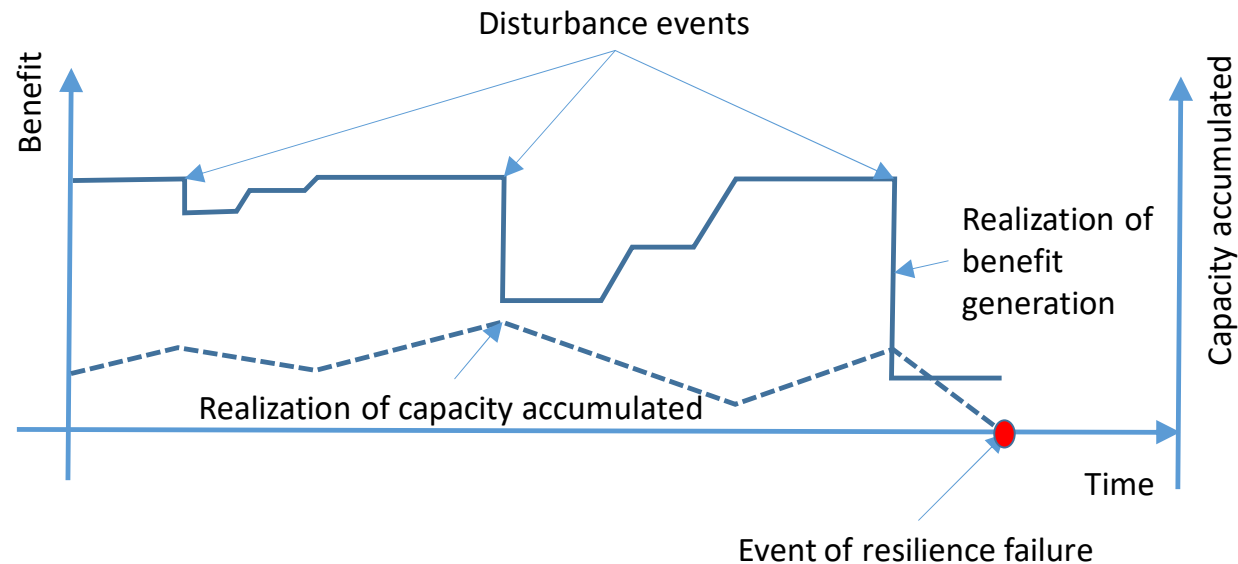 Disturbance events
Benefit
Capacity accumulated
Realization of
benefit
generation
Realization of capacity accumulated
Time
Event of resilience failure